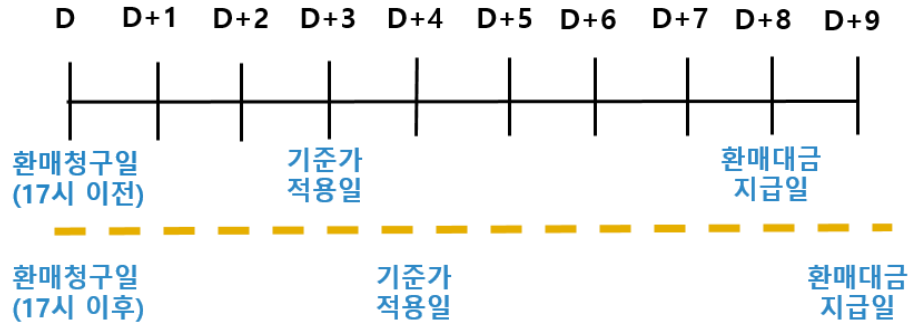 D D+1 D+2 D+3 D+4 D+5 D+6 D+7 D+8 D+9
환매청구일 기준가 환매대금
(17시 이전) 적용일 지급일
환매청구일 기준가 환매대금
(17시 이후) 적용일 지급일